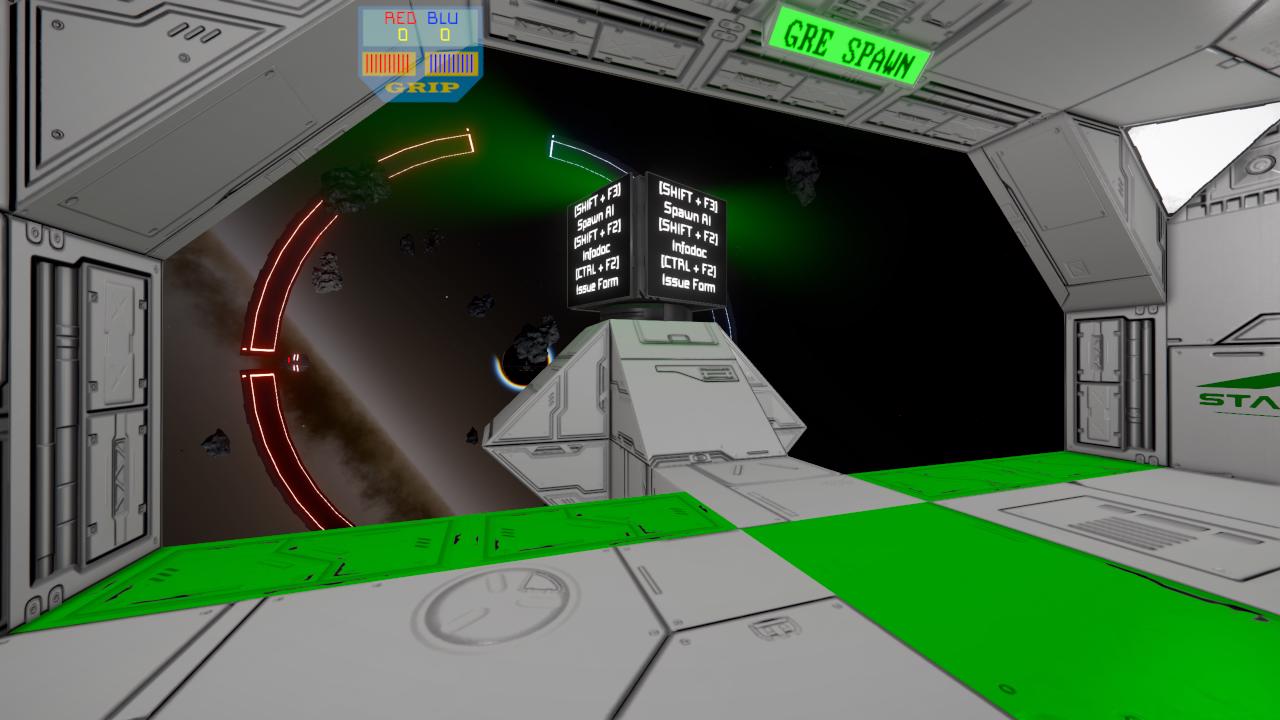 RED BLU
0 0
GRIP
GRE SPAWN
[SHIFT + F3]
Spawn AI
[SHIFT + F2]
Infodoc
[CTRL + F2]
Issue Form
[SHIFT + F3]
Spawn AI
[SHIFT + F2]
Infodoc
[CTRL + F2]
Issue Form
STA